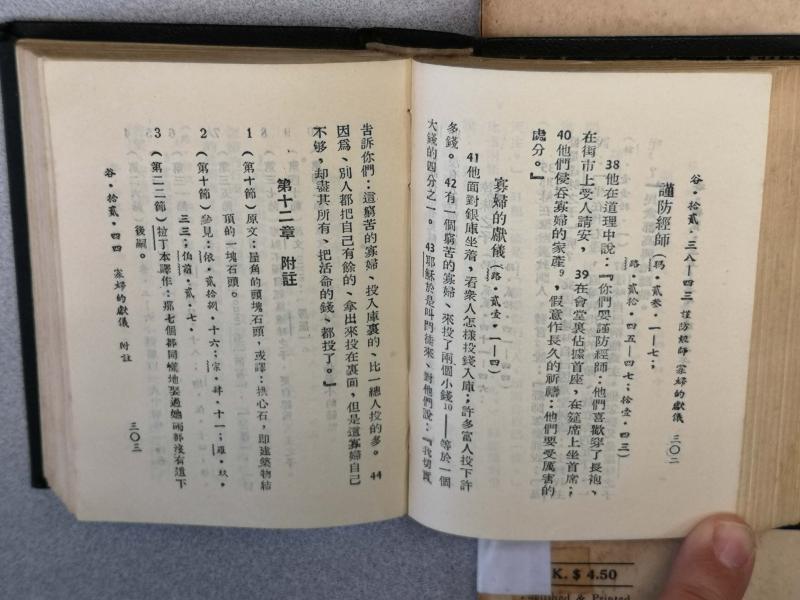 谷·拾貳·三八—四三 謹防經師 寡婦的獻儀 三〇二
謹防經師（瑪·貳叁·一—七；
路·貳拾·四五—四七；拾壹·四三）
38他在道理中說：『你們要謹防經師：他們喜歡穿了長袍、
在街市上受人請安， 39在會堂裏佔據首座，在筵席上坐首席；
40他們侵吞寡婦的家產9，假意作長久的祈禱：他們要受厲害的
處分。』
寡婦的獻儀（路·貳壹·一—四）
41他面對銀庫坐着，看衆人怎樣投錢入庫；許多富人投下許
多錢。 42有一個窮苦的寡婦、來投了兩個小錢10——等於一個
大錢的四分之一。 43耶穌於是叫門徒來、對他們說：『我切實
告訴你們：這窮苦的寡婦、投入庫裏的、比一總人投的多。 44
因爲、別人都把自己有餘的、拿出來投在裏面，但是這寡婦自己
不够，却盡其所有、把活命的錢、都投了。』
第十二章 附註
1 （第十節）原文：屋角的頭塊石頭，或譯：拱心石，即建築物結
頂的一塊石頭。
2 （第十節）參見：依·貳拾捌·十六；宗·肆·十一；羅·玖·
三三；伯前·貳·七。
3 （第二二節）拉丁本譯作：那七個都同樣地娶過她而都沒有遺下
後嗣。
谷·拾貳·四四 寡婦的獻儀 附註 三〇三
K. $ 4.50
Published & Printed